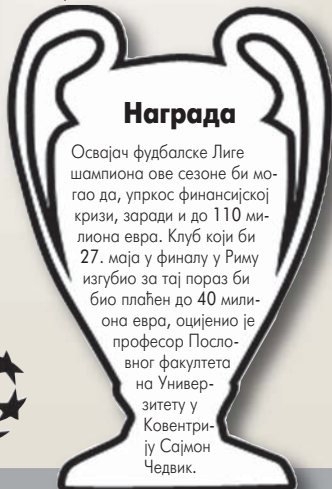 Награда
Освајач фудбалске Лиге
шампиона ове сезоне би мо-
гао да, упркос финансијској
кризи, заради и до 110 ми-
лиона евра. Клуб који би
27. маја у финалу у Риму
изгубио за тај пораз би
био плаћен до 40 мили-
она евра, оцијенио је
професор Посло-
вног факултета
на Универ-
зитету у
Ковентри-
ју Сајмон
Чедвик.